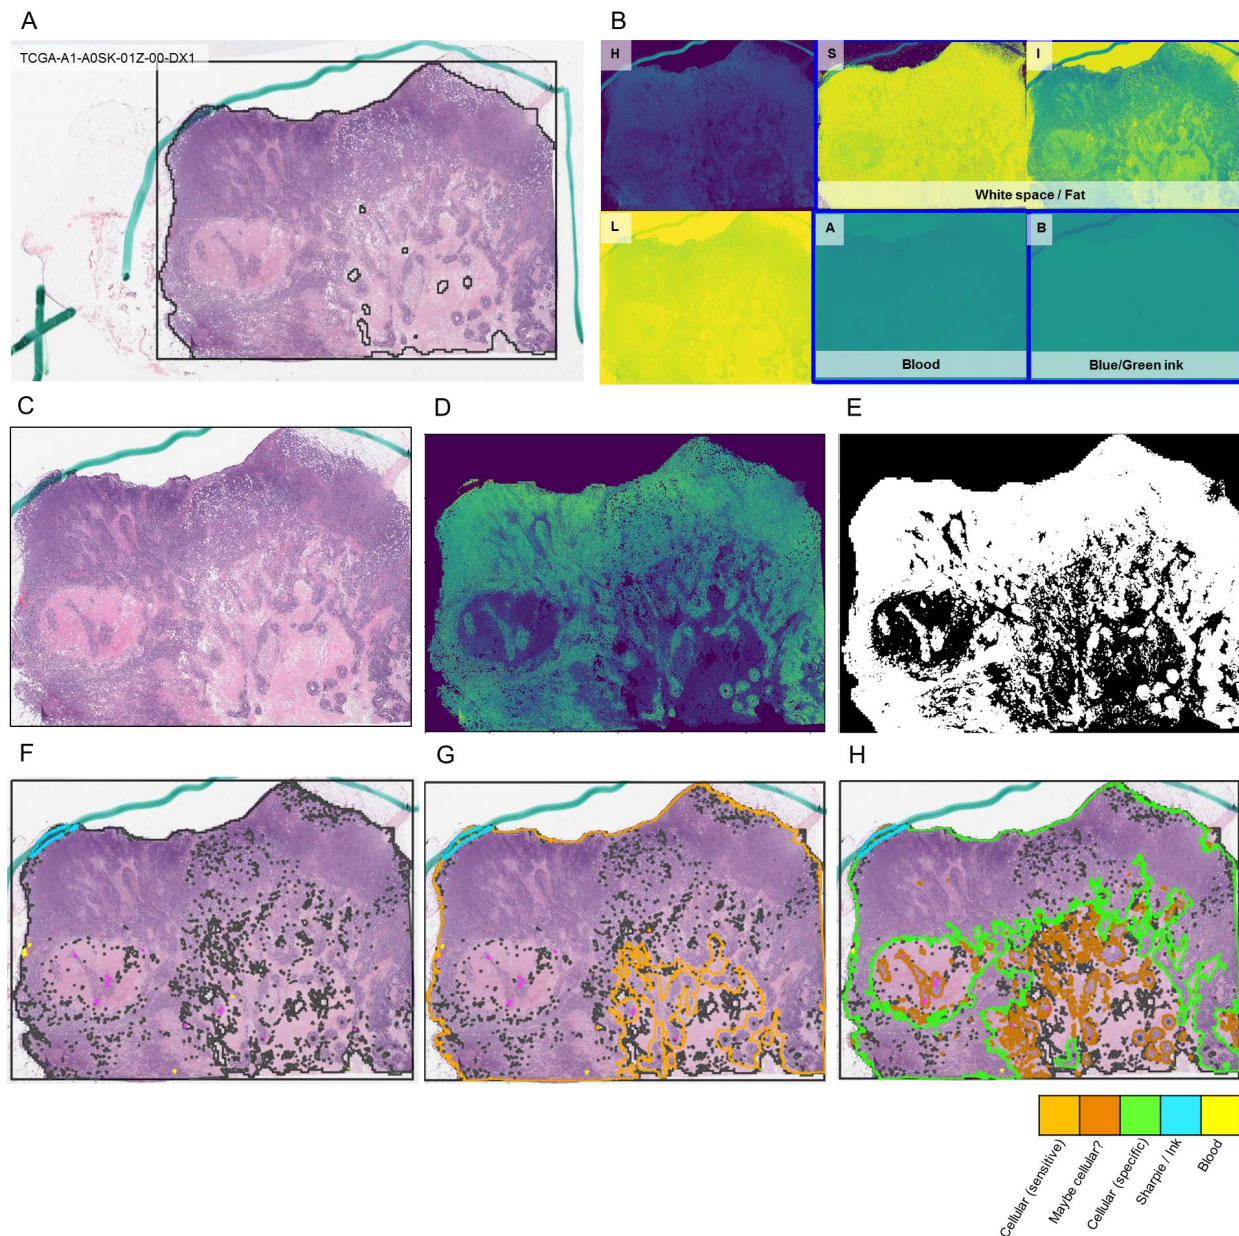 A
B
TCGA-A1-A0SK-01Z-00-DX1
H
S
I
White space / Fat
L
A
B
Blood
Blue/Green ink
C
D
E
F
G
H
Cellular (sensitive)
Maybe cellular?
Cellular (specific)
Sharpie / Ink
Blood